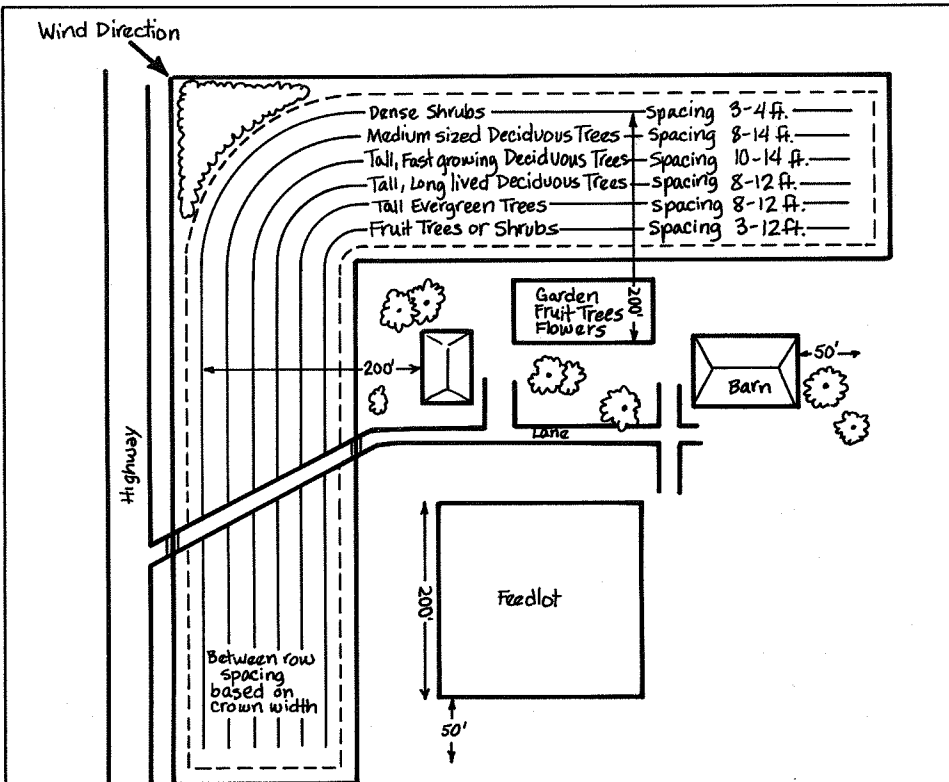 Wind Direction
Dense Shrubs Spacing 3-4 ft.
Medium sized Deciduous Trees Spacing 8-14 ft.
Tall, Fast growing Deciduous Trees Spacing 10-14 ft.
Tall, Long lived Deciduous Trees Spacing 8-12 ft.
Tall Evergreen Trees Spacing 8-12 ft.
Fruit Trees or Shrubs Spacing 3-12 ft.
Garden
Fruit Trees
Flowers
200'
200'
50'
Barn
Lane
Highway
Feedlot
200'
Between row
spacing
based on
crown width
50'